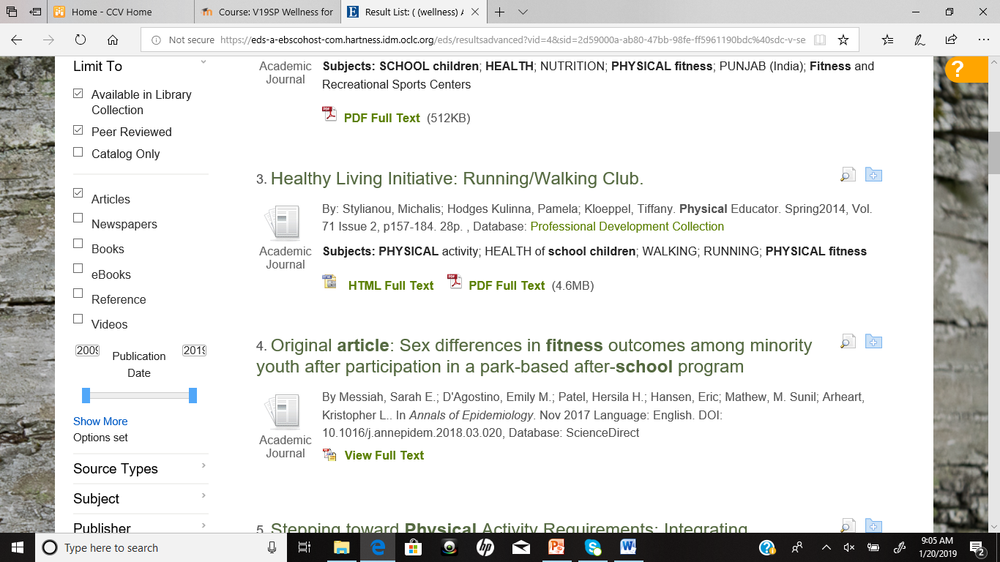 Home - CCV Home
Course: V19SP Wellness for
Result List: ( (wellness) A
Not secure https://eds-a-ebscohost-com.hartness.idm.oclc.org/eds/resultsadvanced?vid=4&sid=2d59000a-ab80-47bb-98fe-ff5961190bdc%40sdc-v-se
Limit To
Available in Library
Collection
Peer Reviewed
Catalog Only
Articles
Newspapers
Books
eBooks
Reference
Videos
2009
2019
Publication
Date
Show More
Options set
Source Types
Subject
Publisher
Academic
Journal
Subjects: SCHOOL children; HEALTH; NUTRITION; PHYSICAL fitness; PUNJAB (India); Fitness and
Recreational Sports Centers
PDF Full Text (512KB)
?
3. Healthy Living Initiative: Running/Walking Club.
By: Stylianou, Michalis; Hodges Kulinna, Pamela; Kloeppel, Tiffany. Physical Educator. Spring2014, Vol.
71 Issue 2, p157-184. 28p. , Database: Professional Development Collection
Academic
Journal
Subjects: PHYSICAL activity; HEALTH of school children; WALKING; RUNNING; PHYSICAL fitness
HTML Full Text PDF Full Text (4.6MB)
4. Original article: Sex differences in fitness outcomes among minority
youth after participation in a park-based after-school program
By Messiah, Sarah E.; D'Agostino, Emily M.; Patel, Hersila H.; Hansen, Eric; Mathew, M. Sunil; Arheart,
Kristopher L.. In Annals of Epidemiology. Nov 2017 Language: English. DOI:
10.1016/j.annepidem.2018.03.020, Database: ScienceDirect
Academic
Journal
View Full Text
5. Stepping toward Physical Activity Requirements: Integrating
Type here to search
9:05 AM
1/20/2019
2